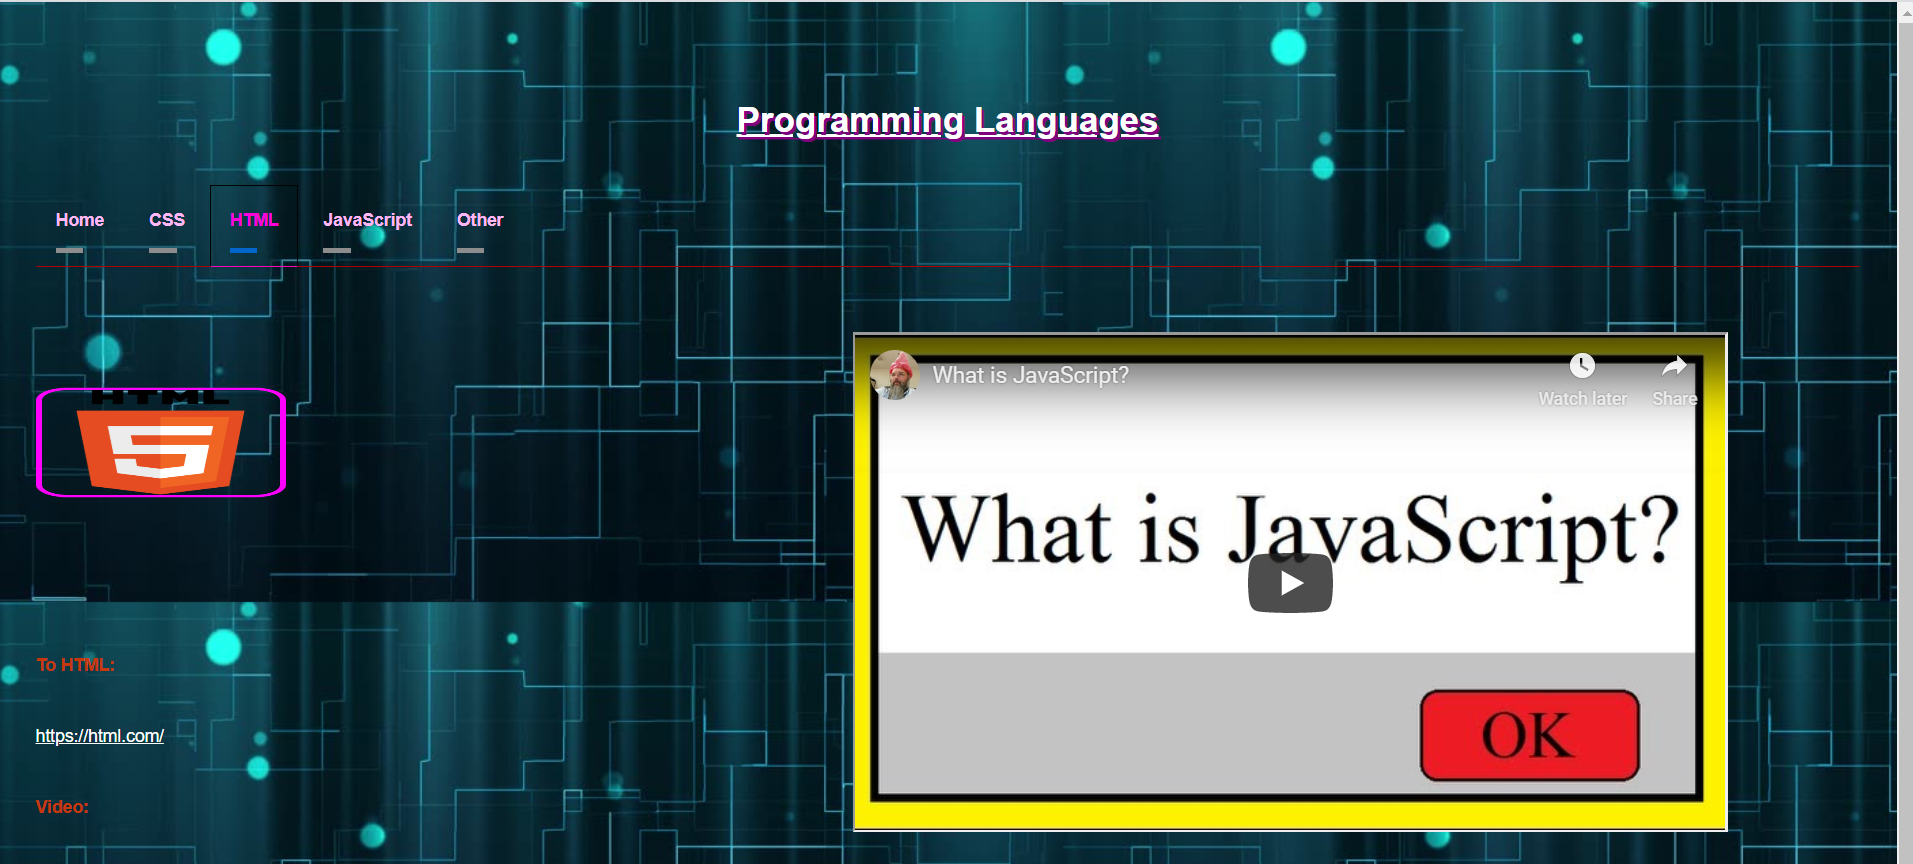 Programming Languages
Home CSS HTML JavaScript Other
What is JavaScript?
Watch later Share
HTML
5
What is JavaScript?
OK
To HTML:
https://html.com/
Video: